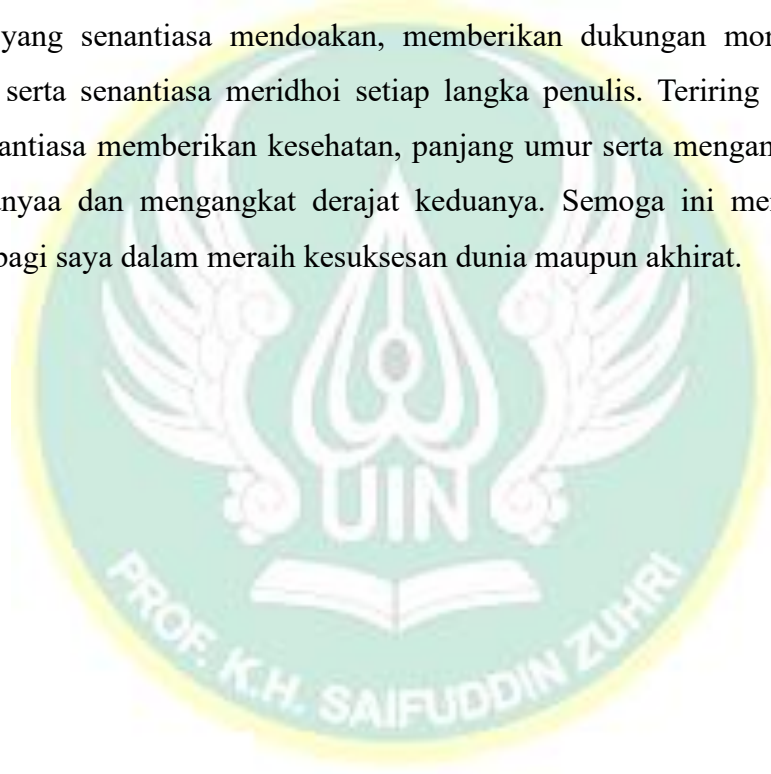 yang senantiasa mendoakan, memberikan dukungan mor
serta senantiasa meridhoi setiap langka penulis. Teriring
antiasa memberikan kesehatan, panjang umur serta mengan
nyaa dan mengangkat derajat keduanya. Semoga ini mer
bagi saya dalam meraih kesuksesan dunia maupun akhirat.
UIN
PROF. K.H. SAIFUDDIN ZUHRI